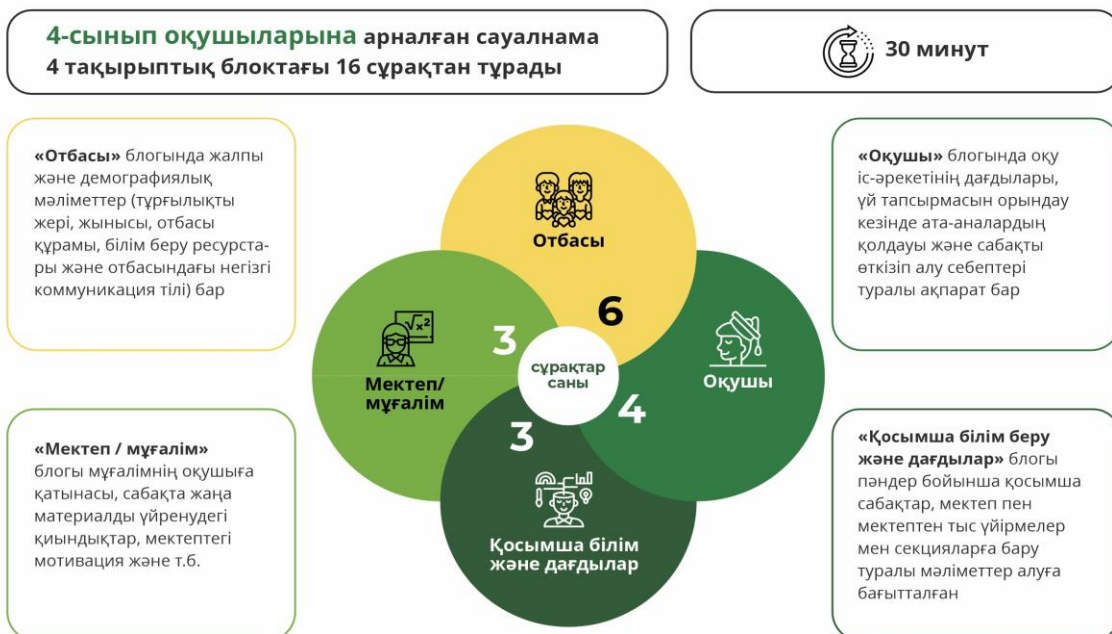 4-сынып оқушыларына арналған сауалнама
4 тақырыптық блоктағы 16 сұрақтан тұрады
30 минут
«Отбасы» блогында жалпы
және демографиялық
мәліметтер (тұрғылықты
жері, жынысы, отбасы
құрамы, білім беру ресурста-
ры және отбасындағы негізгі
коммуникация тілі) бар
«Оқушы» блогында оқу
іс-әрекетінің дағдылары,
үй тапсырмасын орындау
кезінде ата-аналардың
қолдауы және сабақты
өткізіп алу себептері
туралы ақпарат бар
Отбасы
6
√x²
3
Мектеп/
мұғалім
сұрақтар
саны
Оқушы
4
3
Қосымша білім
және дағдылар
«Мектеп / мұғалім»
блогы мұғалімнің оқушыға
қатынасы, сабақта жаңа
материалды үйренудегі
қиындықтар, мектептегі
мотивация және т.б.
«Қосымша білім беру
және дағдылар» блогы
пәндер бойынша қосымша
сабақтар, мектеп пен
мектептен тыс үйірмелер
мен секцияларға бару
туралы мәліметтер алуға
бағытталған